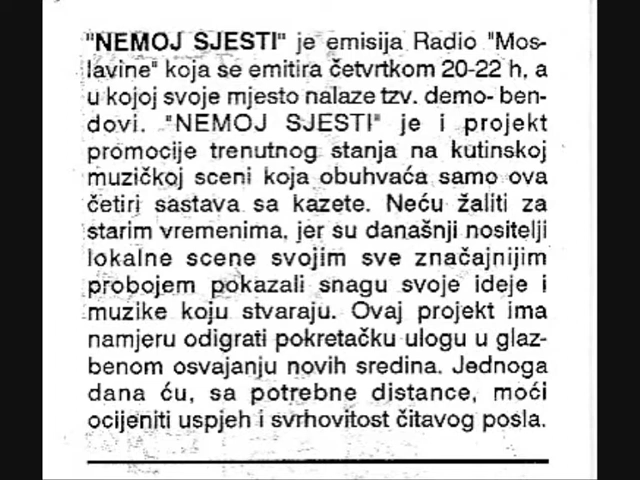 "NEMOJ SJESTI" je emisija Radio "Mos-
lavine" koja se emitira četvrtkom 20-22 h, a
u kojoj svoje mjesto nalaze tzv. demo- ben-
dovi. "NEMOJ SJESTI" je i projekt
promocije trenutnog stanja na kutinskoj
muzičkoj sceni koja obuhvaća samo ova
četiri sastava sa kazete. Neću žaliti za
starim vremenima, jer su današnji nositelji
lokalne scene svojim sve značajnijim
probojem pokazali snagu svoje ideje i
muzike koju stvaraju. Ovaj projekt ima
namjeru odigrati pokretačku ulogu u glaz-
benom osvajanju novih sredina. Jednoga
dana ću, sa potrebne distance, moći
ocijeniti uspjeh i svrhovitost čitavog posla.